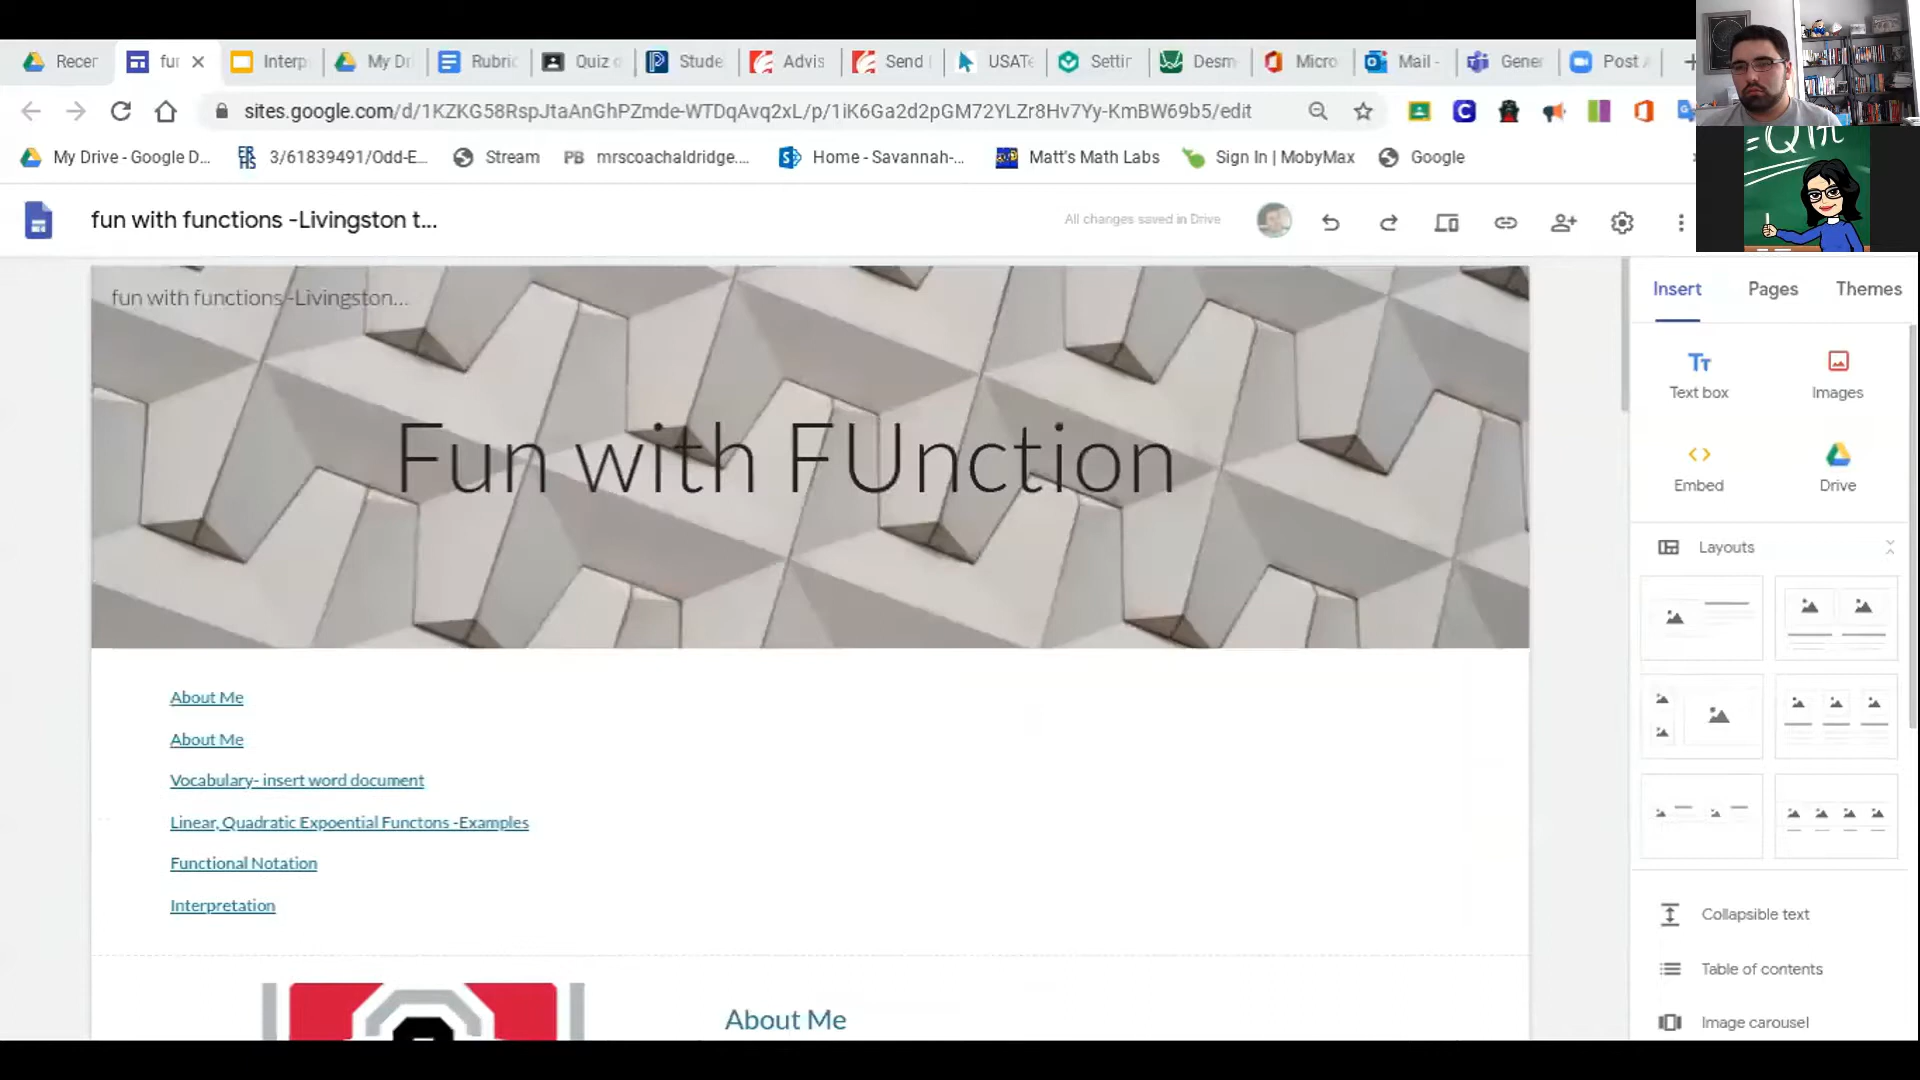 Recer
fur
Interp
My Dri
Rubric
Quiz o
Stude
Advis
Send
USATe
Settir
Desm
Micro
Mail -
Gener
Post A
sites.google.com/d/1KZKG58RspJtaAnGhPZmde-WTDqAvq2xL/p/1iK6Ga2d2pGM72YLZr8Hv7Yy-KmBW69b5/edit
My Drive - Google D...
3/61839491/Odd-E...
Stream
PB mrscoachaldridge....
Home - Savannah-...
Matt's Math Labs
Sign In | MobyMax
Google
fun with functions -Livingston t...
All changes saved in Drive
fun with functions -Livingston...
Fun with FUnction
About Me
About Me
Vocabulary- insert word document
Linear, Quadratic Expoential Functons -Examples
Functional Notation
Interpretation
About Me
Insert
Pages
Themes
Text box
Images
Embed
Drive
Layouts
Collapsible text
Table of contents
Image carousel